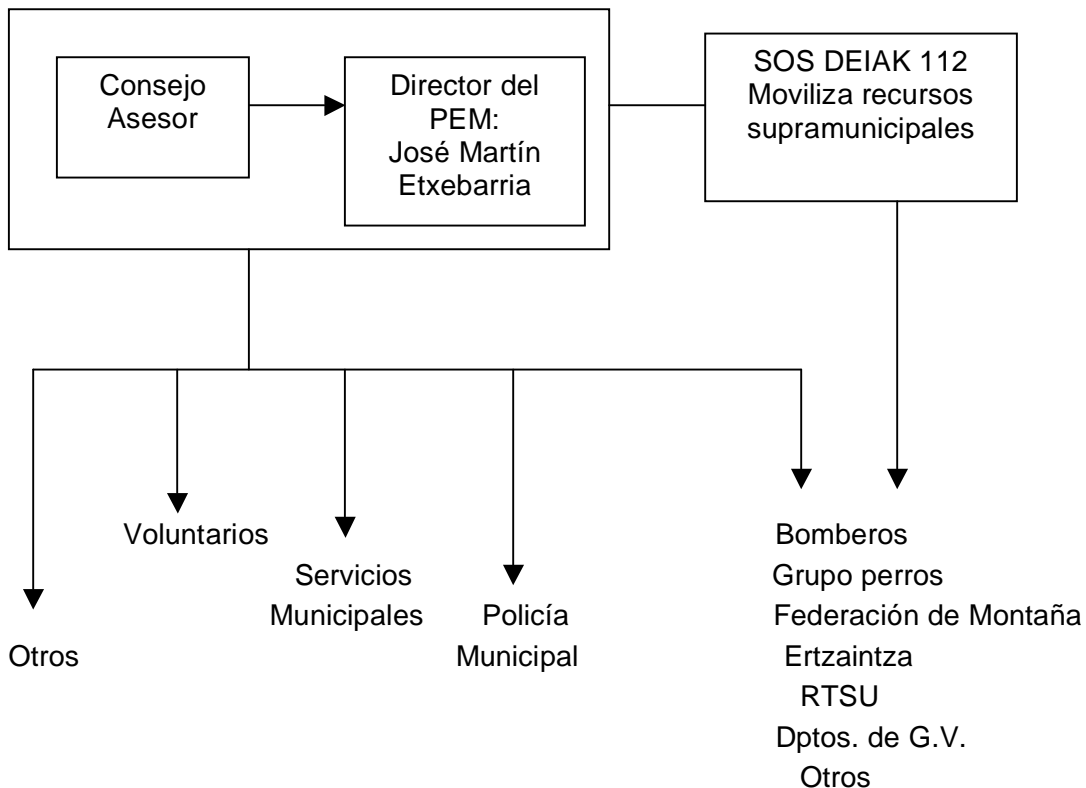 Consejo
Asesor
Director del
PEM:
José Martín
Etxebarria
SOS DEIAK 112
Moviliza recursos
supramunicipales
Otros
Voluntarios
Servicios
Municipales
Policía
Municipal
Bomberos
Grupo perros
Federación de Montaña
Ertzaintza
RTSU
Dptos. de G.V.
Otros